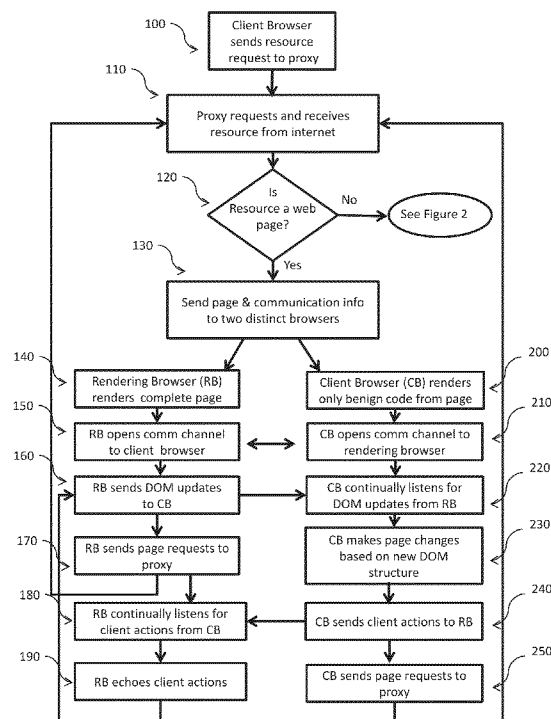 100
Client Browser
sends resource
request to proxy
110
Proxy requests and receives
resource from internet
120
Is
Resource a web
page?
No
See Figure 2
Yes
130
Send page & communication info
to two distinct browsers
140
Rendering Browser (RB)
renders complete page
200
Client Browser (CB) renders
only benign code from page
150
RB opens comm channel
to client browser
210
CB opens comm channel to
rendering browser
160
RB sends DOM updates
to CB
220
CB continually listens for
DOM updates from RB
170
RB sends page requests to
proxy
230
CB makes page changes
based on new DOM
structure
180
RB continually listens for
client actions from CB
240
CB sends client actions to RB
190
RB echoes client actions
250
CB sends page requests to
proxy